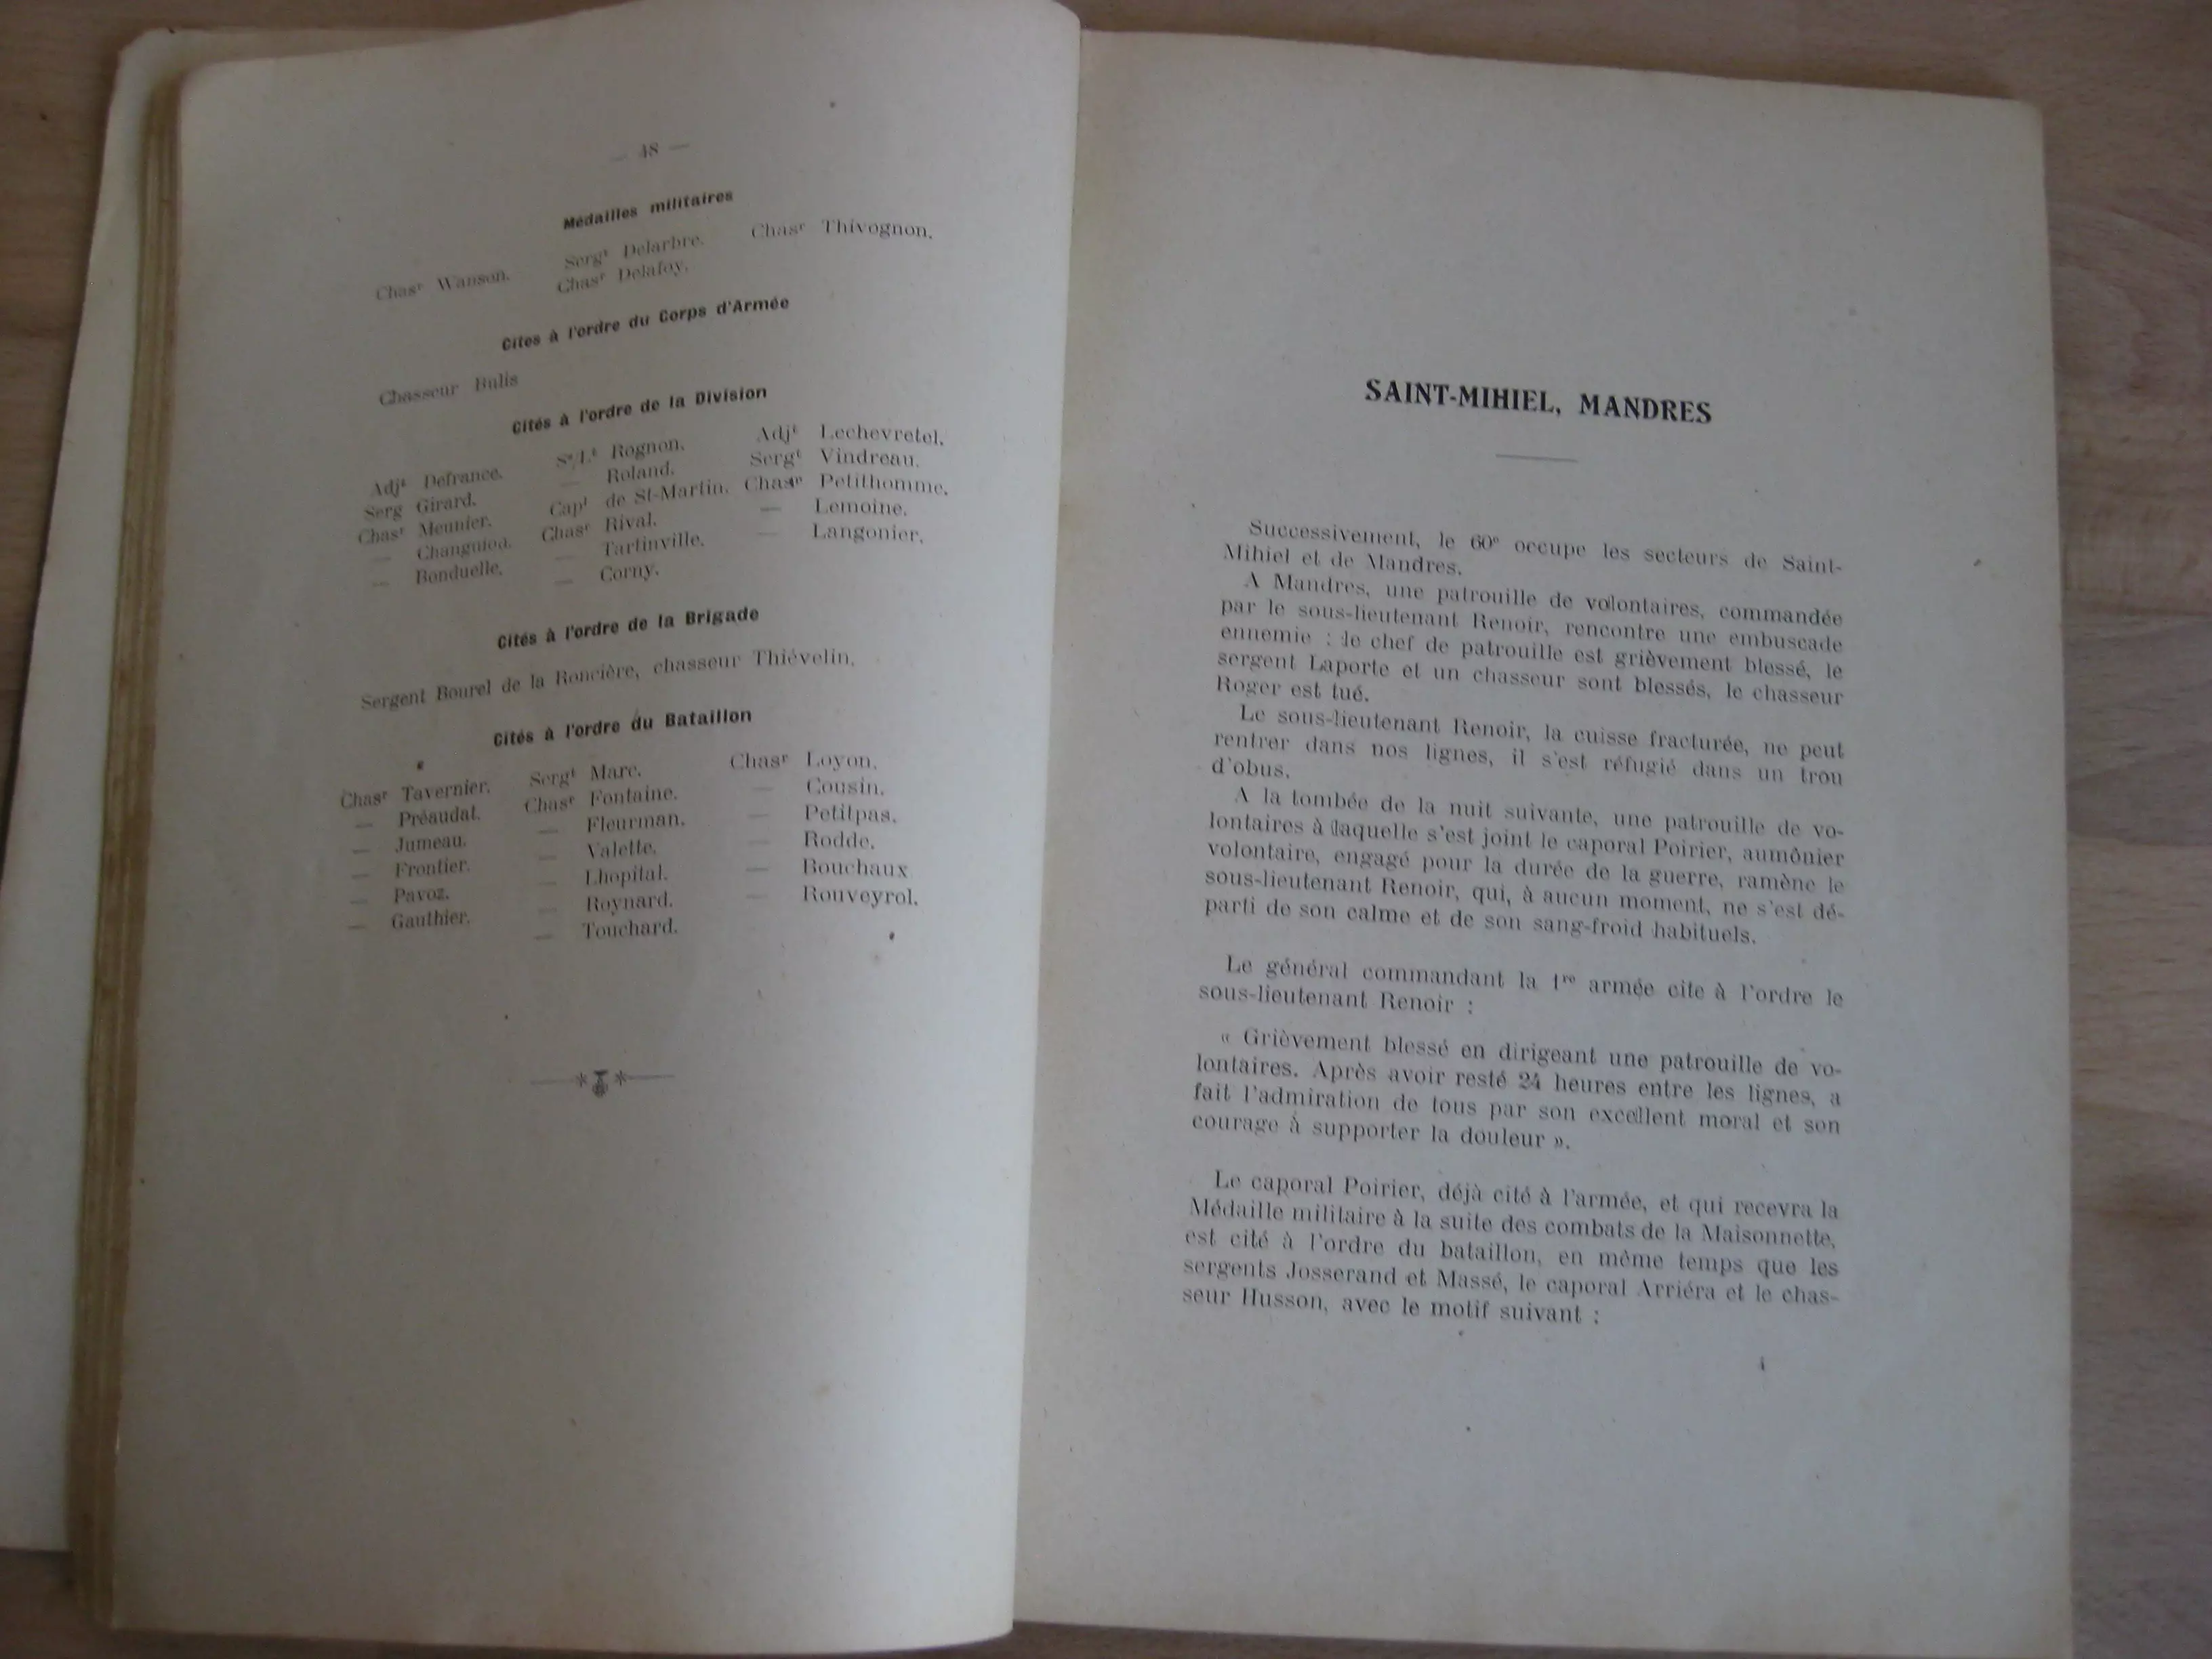 — 48 —
Médailles militaires
Chasr Wanson. Sergt Delarbre. Chasr Thivognon.
Chasr Delafoy.
Cités à l'ordre du Corps d'Armée
Chasseur Bulis
Cités à l'ordre de la Division
Adjt Defrance. Ss/Lt Rognon. Adjt Lechevretel.
Serg Girard. — Roland. Sergt Vindreau.
Chasr Meunier. Capl de St-Martin. Chasr Petithomme.
— Changuion. Chasr Rival. — Lemoine.
— Bonduelle. — Tartinville. — Langonier.
— Corny.
Cités à l'ordre de la Brigade
Sergent Bourel de la Roncière, chasseur Thiévelin.
Cités à l'ordre du Bataillon
Chasr Tavernier. Sergt Marc. Chasr Loyon.
— Préaudat. Chasr Fontaine. — Cousin.
— Jumeau. — Fleurman. — Petitpas.
— Frontier. — Valette. — Rodde.
— Pavoz. — Lhopital. — Bouchaux
— Gauthier. — Roynard. — Rouveyrol.
— Touchard.
SAINT-MIHIEL, MANDRES
Successivement, le 60e occupe les secteurs de Saint-
Mihiel et de Mandres.
A Mandres, une patrouille de volontaires, commandée
par le sous-lieutenant Renoir, rencontre une embuscade
ennemie : le chef de patrouille est grièvement blessé, le
sergent Laporte et un chasseur sont blessés, le chasseur
Roger est tué.
Le sous-lieutenant Renoir, la cuisse fracturée, ne peut
rentrer dans nos lignes, il s'est réfugié dans un trou
d'obus.
A la tombée de la nuit suivante, une patrouille de vo-
lontaires à laquelle s'est joint le caporal Poirier, aumônier
volontaire, engagé pour la durée de la guerre, ramène le
sous-lieutenant Renoir, qui, à aucun moment, ne s'est dé-
parti de son calme et de son sang-froid habituels.
Le général commandant la 1re armée cite à l'ordre le
sous-lieutenant Renoir :
« Grièvement blessé en dirigeant une patrouille de vo-
lontaires. Après avoir resté 24 heures entre les lignes, a
fait l'admiration de tous par son excellent moral et son
courage à supporter la douleur ».
Le caporal Poirier, déjà cité à l'armée, et qui recevra la
Médaille militaire à la suite des combats de la Maisonnette,
est cité à l'ordre du bataillon, en même temps que les
sergents Josserand et Massé, le caporal Arriéra et le chas-
seur Husson, avec le motif suivant :
4